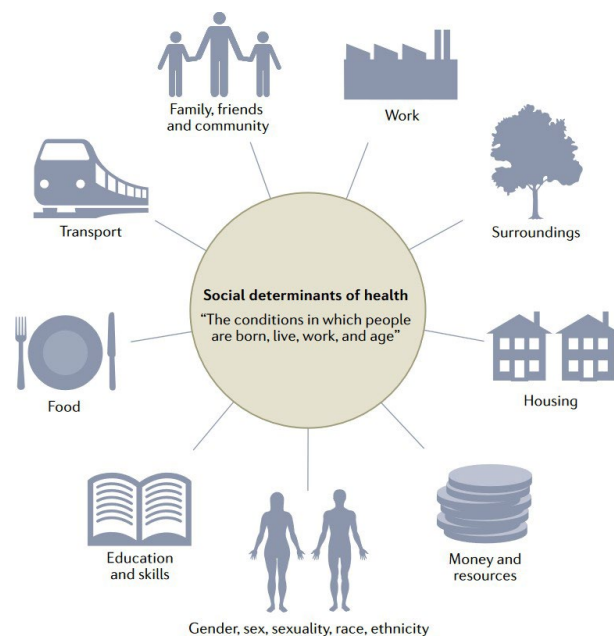 Family, friends
and community
Work
Transport
Surroundings
Social determinants of health
“The conditions in which people
are born, live, work, and age”
Food
Housing
Education
and skills
Money and
resources
Gender, sex, sexuality, race, ethnicity